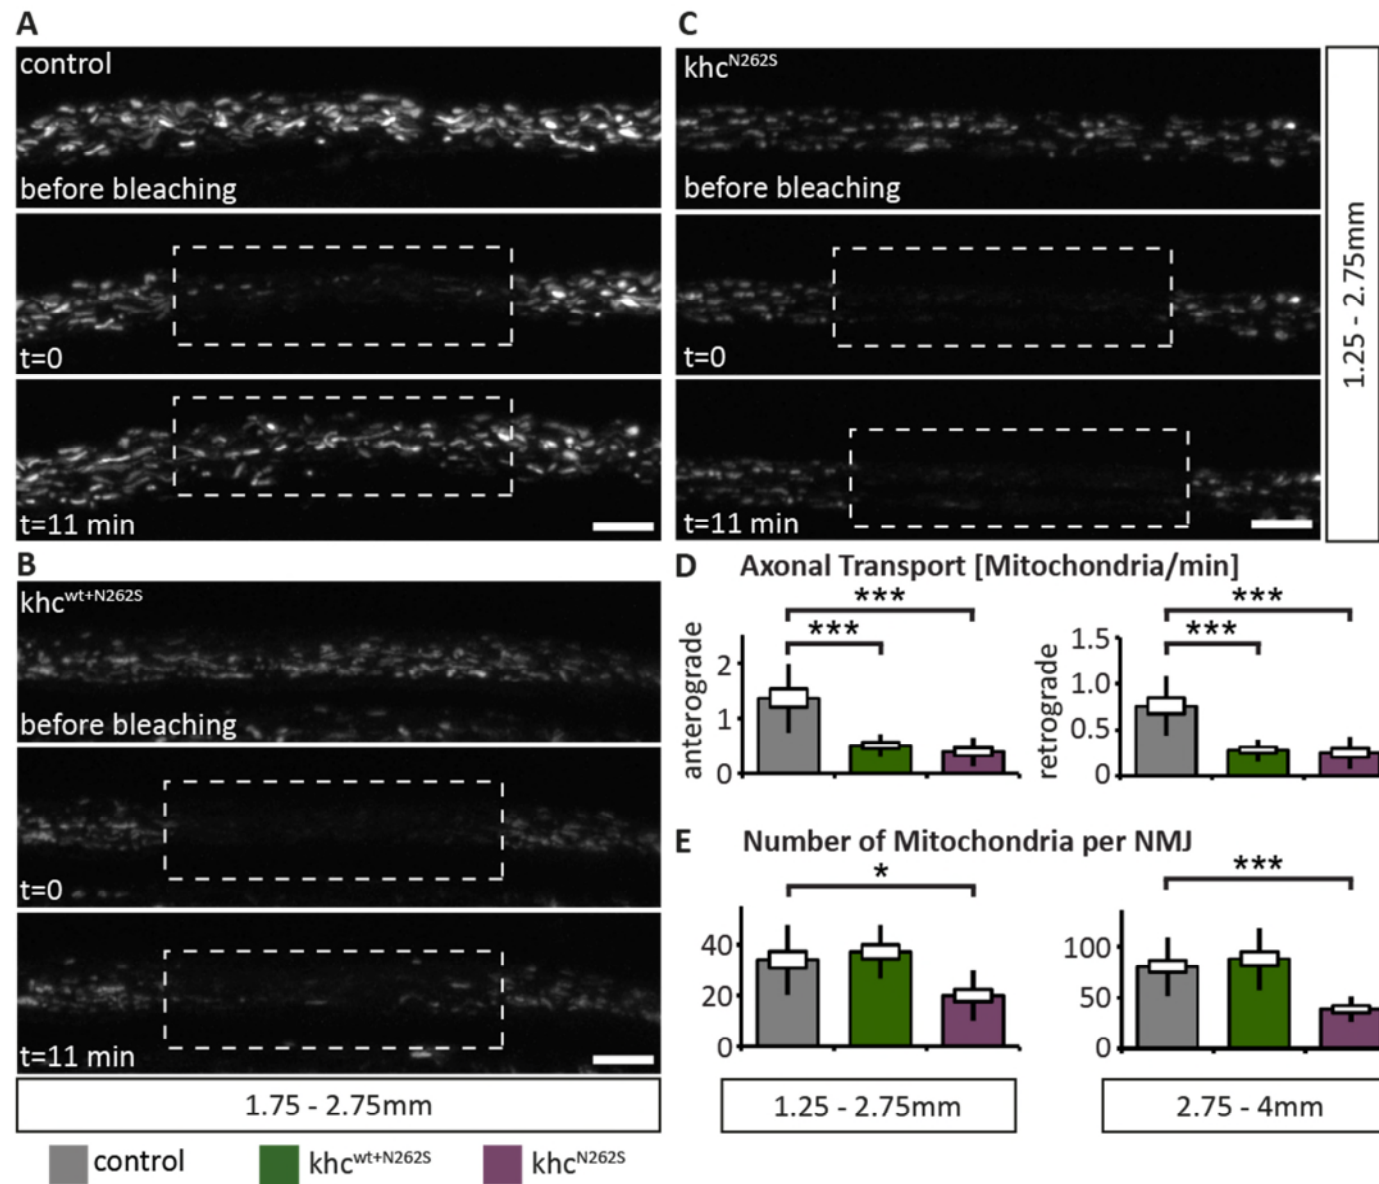 A
control
before bleaching
t=0
t=11 min
B
khc^wt+N262S
before bleaching
t=0
t=11 min
1.75 - 2.75mm
C
khc^N262S
before bleaching
t=0
t=11 min
1.25 - 2.75mm
D Axonal Transport [Mitochondria/min]
anterograde
2
1
0
***
***
retrograde
1.5
1.0
0.5
0
***
***
E Number of Mitochondria per NMJ
40
20
0
*
100
50
0
***
1.25 - 2.75mm
2.75 - 4mm
control khc^wt+N262S khc^N262S